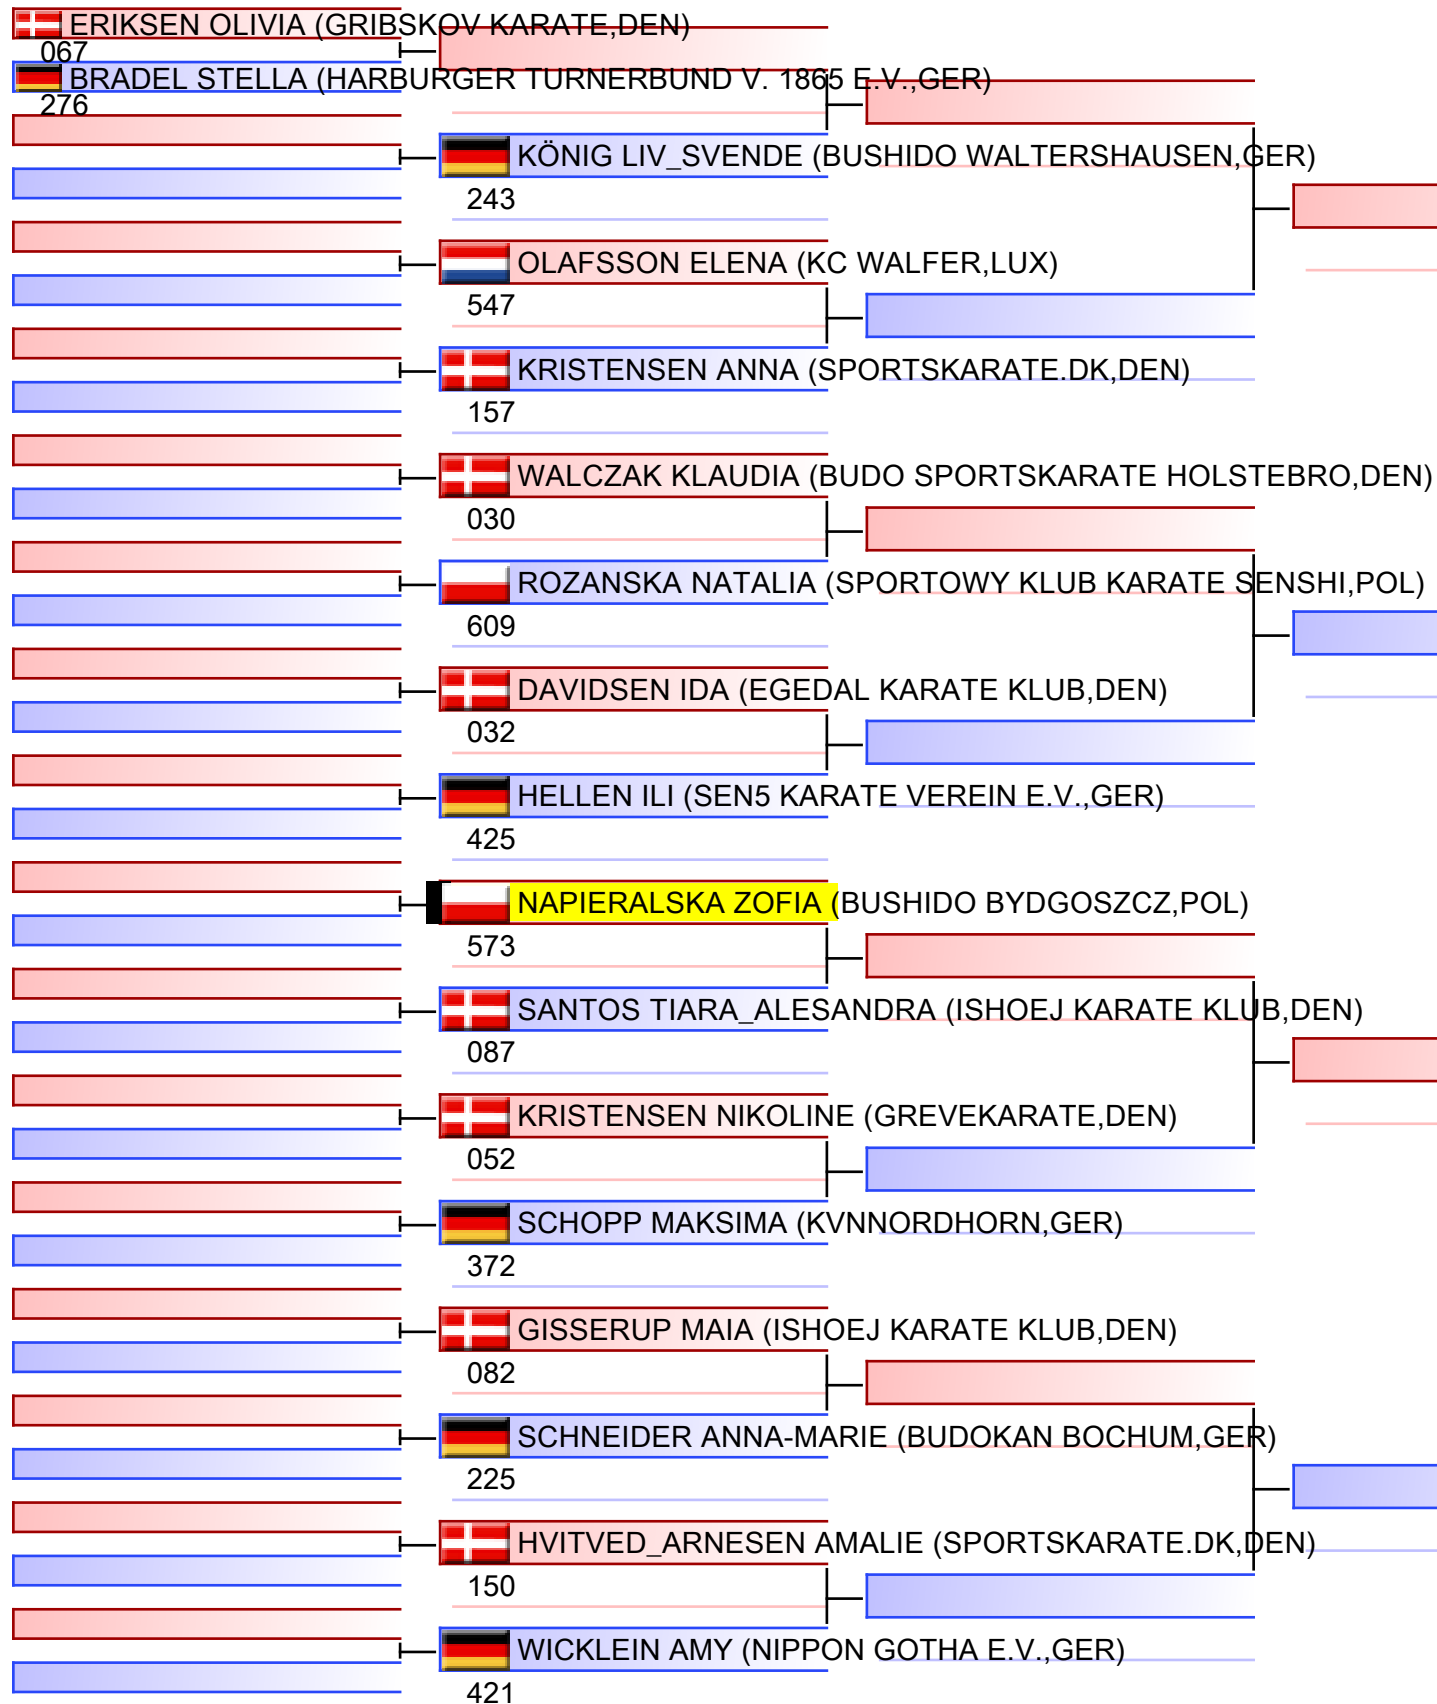 ERIKSEN OLIVIA (GRIBSKOV KARATE,DEN)
067
BRADEL STELLA (HARBURGER TURNERBUND V. 1865 E.V.,GER)
276
KÖNIG LIV_SVENDE (BUSHIDO WALTERSHAUSEN,GER)
243
OLAFSSON ELENA (KC WALFER,LUX)
547
KRISTENSEN ANNA (SPORTSKARATE.DK,DEN)
157
WALCZAK KLAUDIA (BUDO SPORTSKARATE HOLSTEBRO,DEN)
030
ROZANSKA NATALIA (SPORTOWY KLUB KARATE SENSHI,POL)
609
DAVIDSEN IDA (EGEDAL KARATE KLUB,DEN)
032
HELLEN ILI (SEN5 KARATE VEREIN E.V.,GER)
425
NAPIERALSKA ZOFIA (BUSHIDO BYDGOSZCZ,POL)
573
SANTOS TIARA_ALESANDRA (ISHOEJ KARATE KLUB,DEN)
087
KRISTENSEN NIKOLINE (GREVEKARATE,DEN)
052
SCHOPP MAKSIMA (KVNNORDHORN,GER)
372
GISSERUP MAIA (ISHOEJ KARATE KLUB,DEN)
082
SCHNEIDER ANNA-MARIE (BUDOKAN BOCHUM,GER)
225
HVITVED_ARNESEN AMALIE (SPORTSKARATE.DK,DEN)
150
WICKLEIN AMY (NIPPON GOTHA E.V.,GER)
421